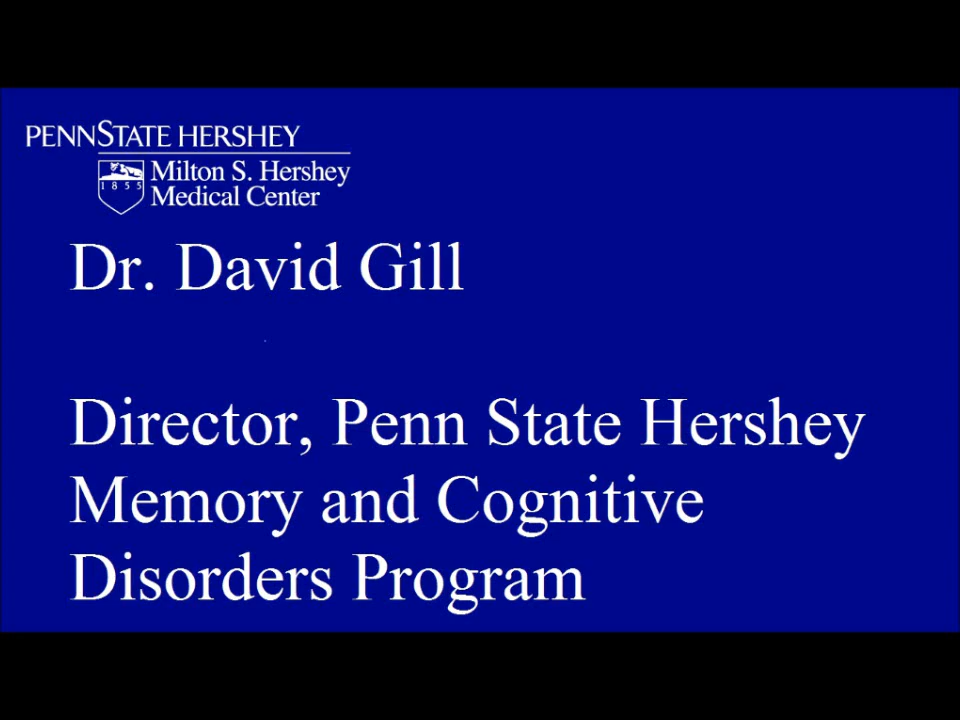 PENNSTATE HERSHEY
Milton S. Hershey
1855
Medical Center
Dr. David Gill
Director, Penn State Hershey
Memory and Cognitive
Disorders Program